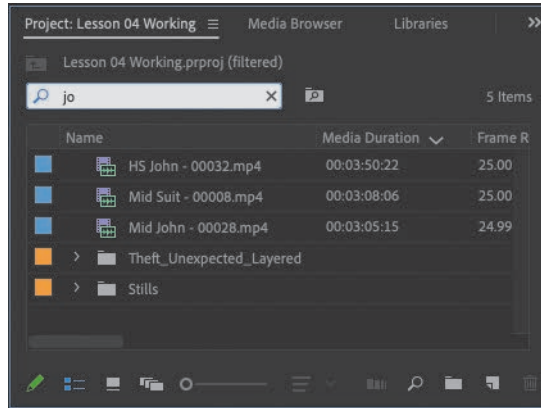 Project: Lesson 04 Working Media Browser Libraries
Lesson 04 Working.prproj (filtered)
jo 5 Items
Name Media Duration Frame R
HS John - 00032.mp4 00:03:50:22 25.00
Mid Suit - 00008.mp4 00:03:08:06 25.00
Mid John - 00028.mp4 00:03:05:15 24.99
Theft_Unexpected_Layered
Stills